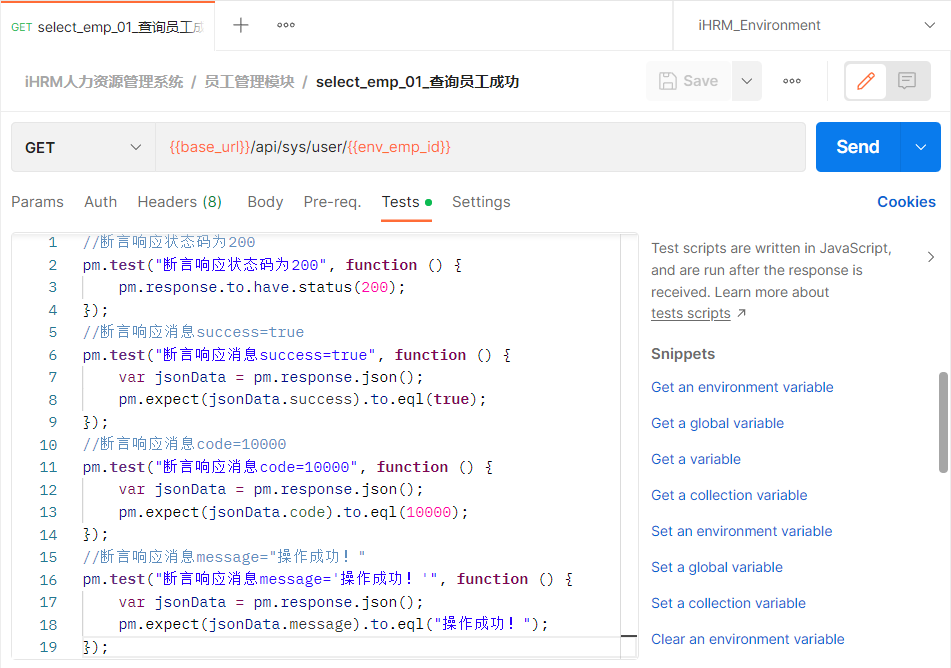 GET select_emp_01_查询员工成
iHRM_Environment
iHRM人力资源管理系统 / 员工管理模块 / select_emp_01_查询员工成功
Save
GET {{base_url}}/api/sys/user/{{env_emp_id}} Send
Params Auth Headers (8) Body Pre-req. Tests Settings Cookies
1 //断言响应状态码为200
2 pm.test("断言响应状态码为200", function () {
3 pm.response.to.have.status(200);
4 });
5 //断言响应消息success=true
6 pm.test("断言响应消息success=true", function () {
7 var jsonData = pm.response.json();
8 pm.expect(jsonData.success).to.eql(true);
9 });
10 //断言响应消息code=10000
11 pm.test("断言响应消息code=10000", function () {
12 var jsonData = pm.response.json();
13 pm.expect(jsonData.code).to.eql(10000);
14 });
15 //断言响应消息message="操作成功！"
16 pm.test("断言响应消息message='操作成功！'", function () {
17 var jsonData = pm.response.json();
18 pm.expect(jsonData.message).to.eql("操作成功！");
19 });
Test scripts are written in JavaScript,
and are run after the response is
received. Learn more about
tests scripts ↗
Snippets
Get an environment variable
Get a global variable
Get a variable
Get a collection variable
Set an environment variable
Set a global variable
Set a collection variable
Clear an environment variable